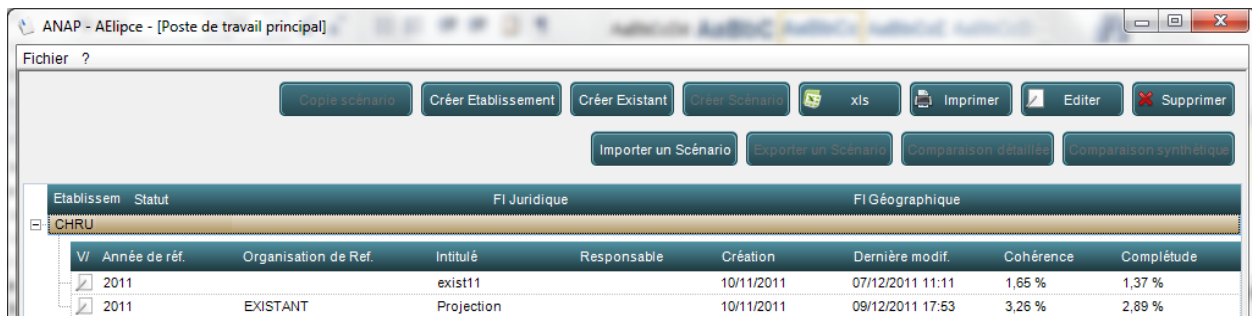 ANAP - AElipce - [Poste de travail principal]
Fichier ?
Copie scénario Créer Etablissement Créer Existant Créer Scénario xls Imprimer Editer Supprimer
Importer un Scénario Exporter un Scénario Comparaison détaillée Comparaison synthétique
Etablissem Statut FI Juridique FI Géographique
CHRU
V/ Année de réf. Organisation de Ref. Intitulé Responsable Création Dernière modif. Cohérence Complétude
2011 exist11 10/11/2011 07/12/2011 11:11 1,65 % 1,37 %
2011 EXISTANT Projection 10/11/2011 09/12/2011 17:53 3,26 % 2,89 %